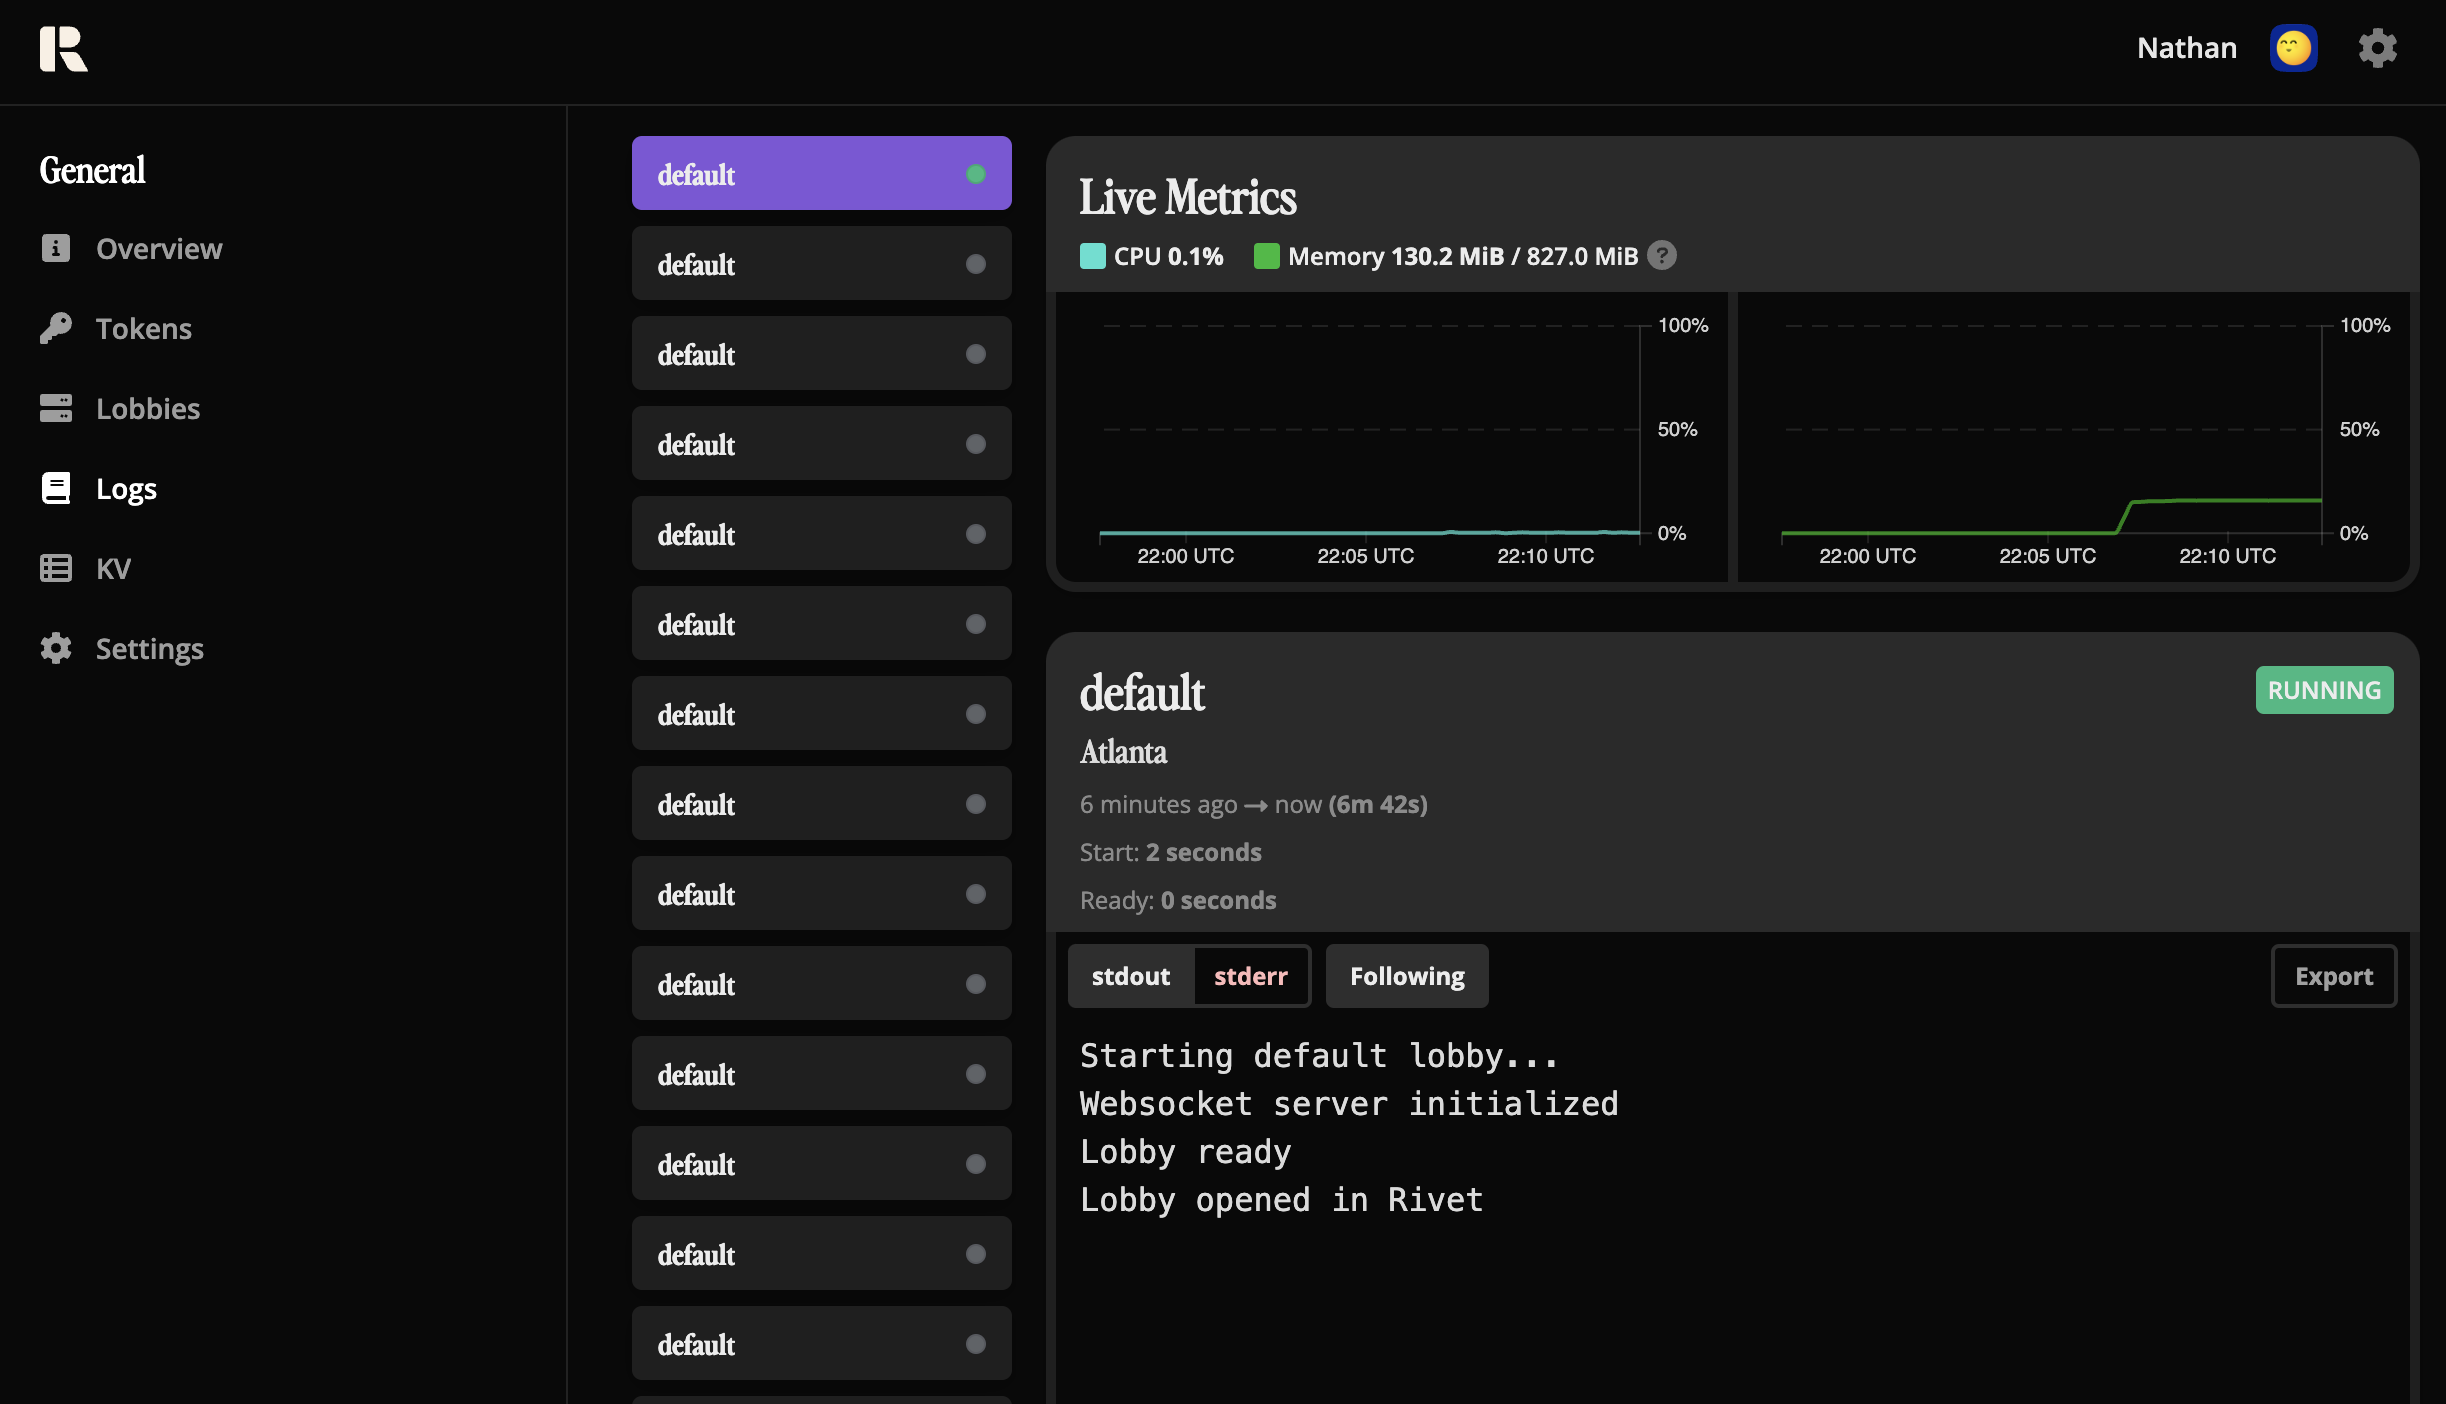 Nathan
General
Overview
Tokens
Lobbies
Logs
KV
Settings
default
default
default
default
default
default
default
default
default
default
default
default
default
default
Live Metrics
CPU 0.1% Memory 130.2 MiB / 827.0 MiB ?
100%
50%
0%
22:00 UTC 22:05 UTC 22:10 UTC
100%
50%
0%
22:00 UTC 22:05 UTC 22:10 UTC
default
RUNNING
Atlanta
6 minutes ago → now (6m 42s)
Start: 2 seconds
Ready: 0 seconds
stdout stderr Following Export
Starting default lobby...
Websocket server initialized
Lobby ready
Lobby opened in Rivet